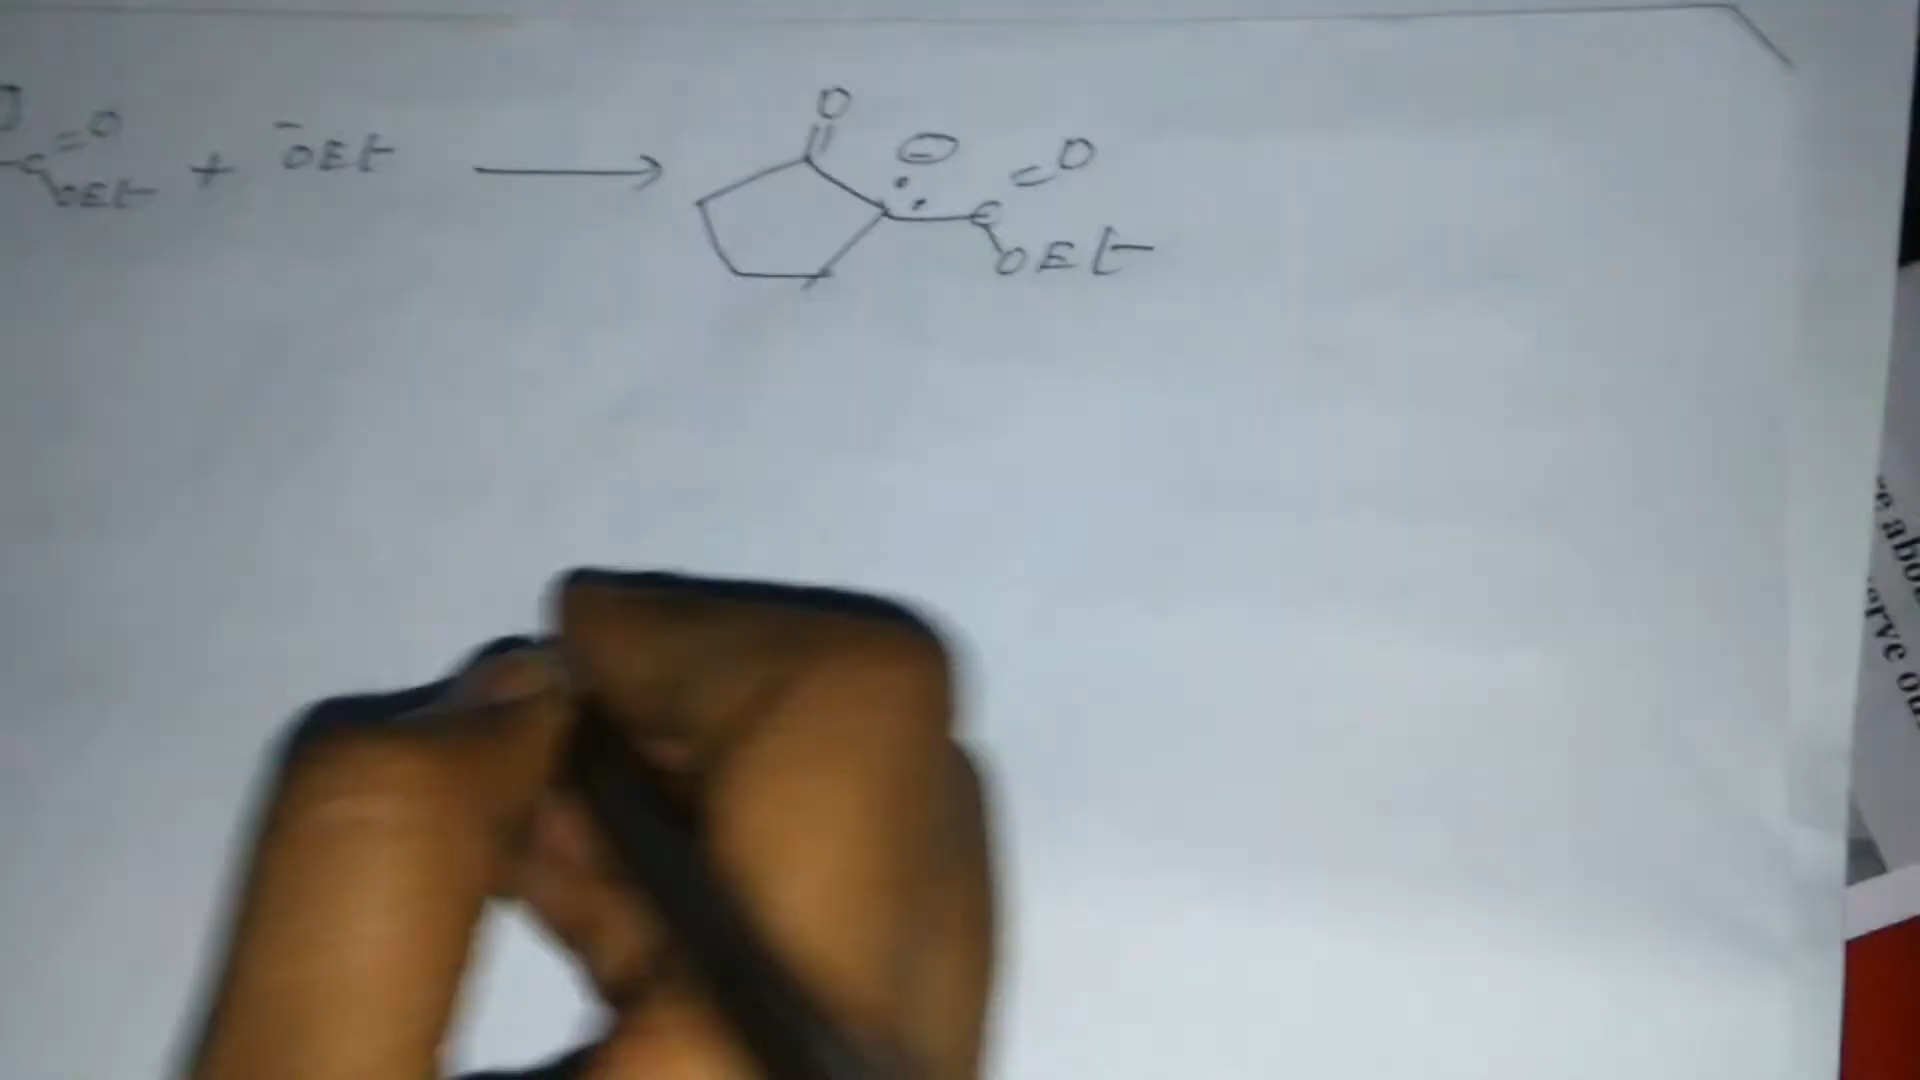 O
=O
-C
OEt + ⁻OEt ⟶
O
⊖
C=O
OEt